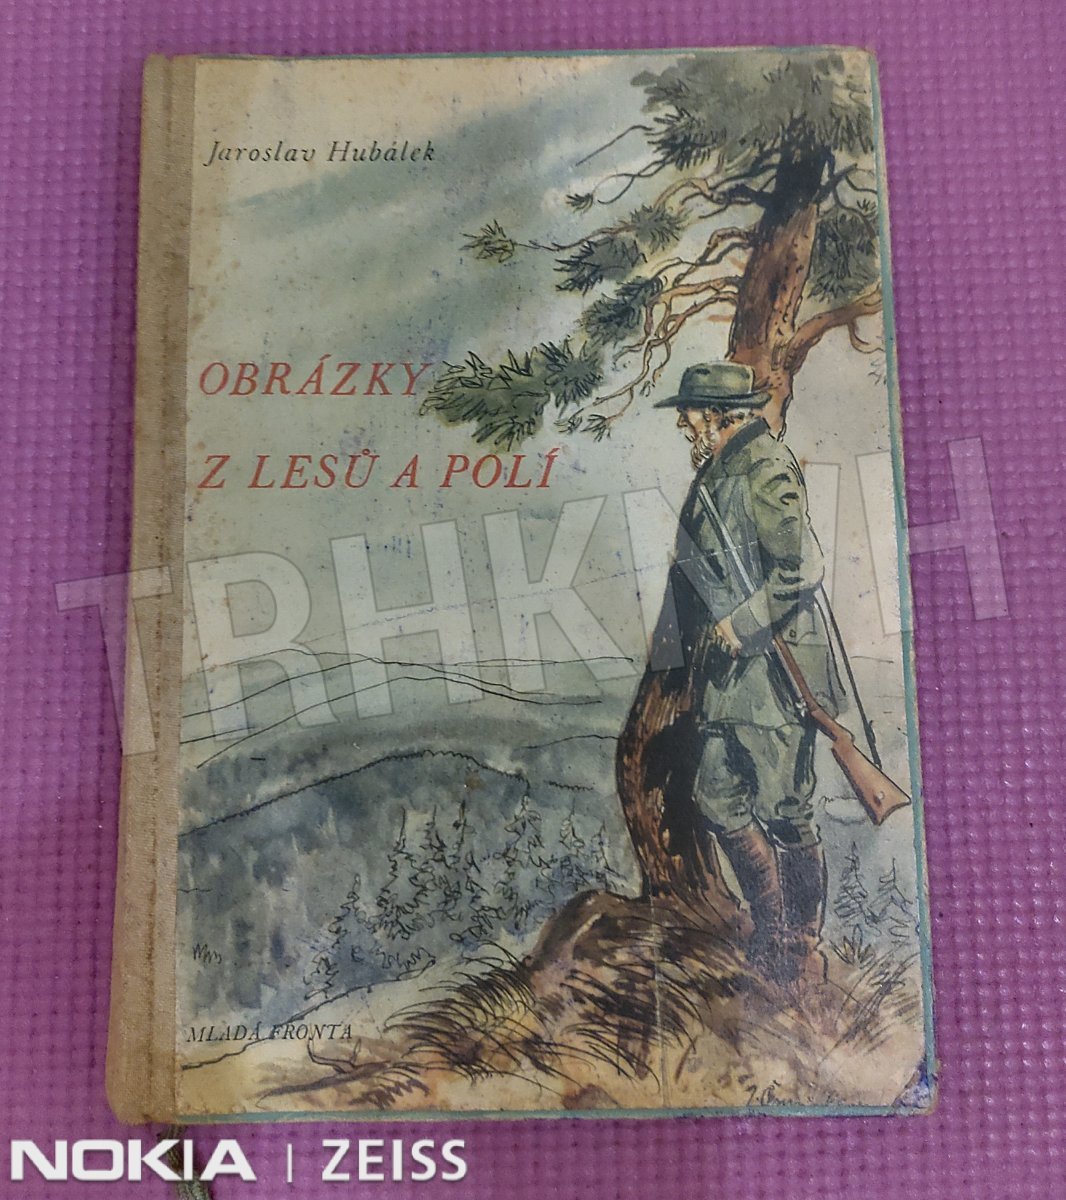 Jaroslav Hubálek
OBRÁZKY
Z LESŮ A POLÍ
TRHKNIH
MLADÁ FRONTA
NOKIA | ZEISS